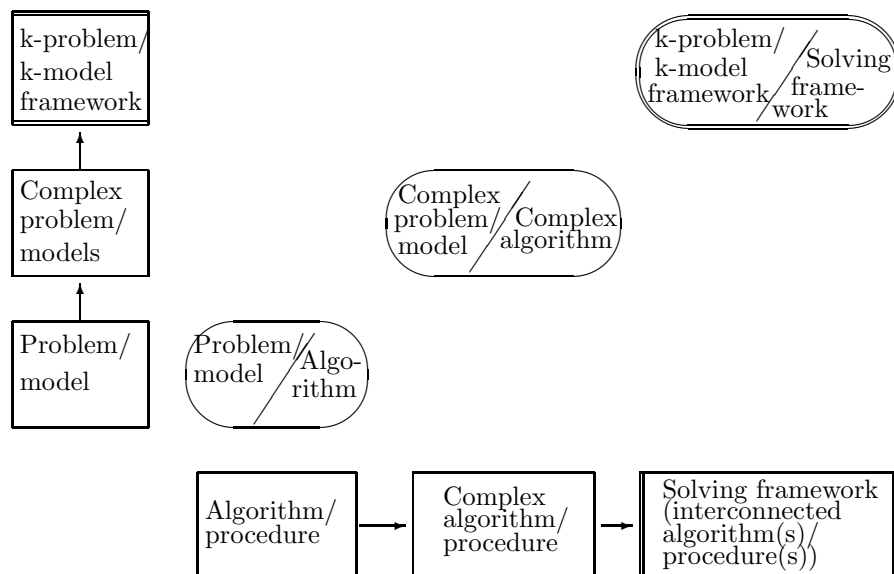 k-problem/
k-model
framework
k-problem/
k-model
framework
Solving
frame-
work
Complex
problem/
models
Complex
problem/
model
Complex
algorithm
Problem/
model
Problem/
model
Algo-
rithm
Algorithm/
procedure
Complex
algorithm/
procedure
Solving framework
(interconnected
algorithm(s)/
procedure(s))